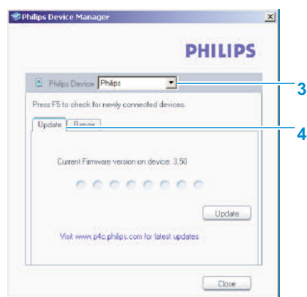 Philips Device Manager
PHILIPS
Philips Device Philips
3
Press F5 to check for newly connected devices.
Update Repair
4
Current Firmware version on device: 3.50
Update
Visit www.p4c.philips.com for latest updates
Close